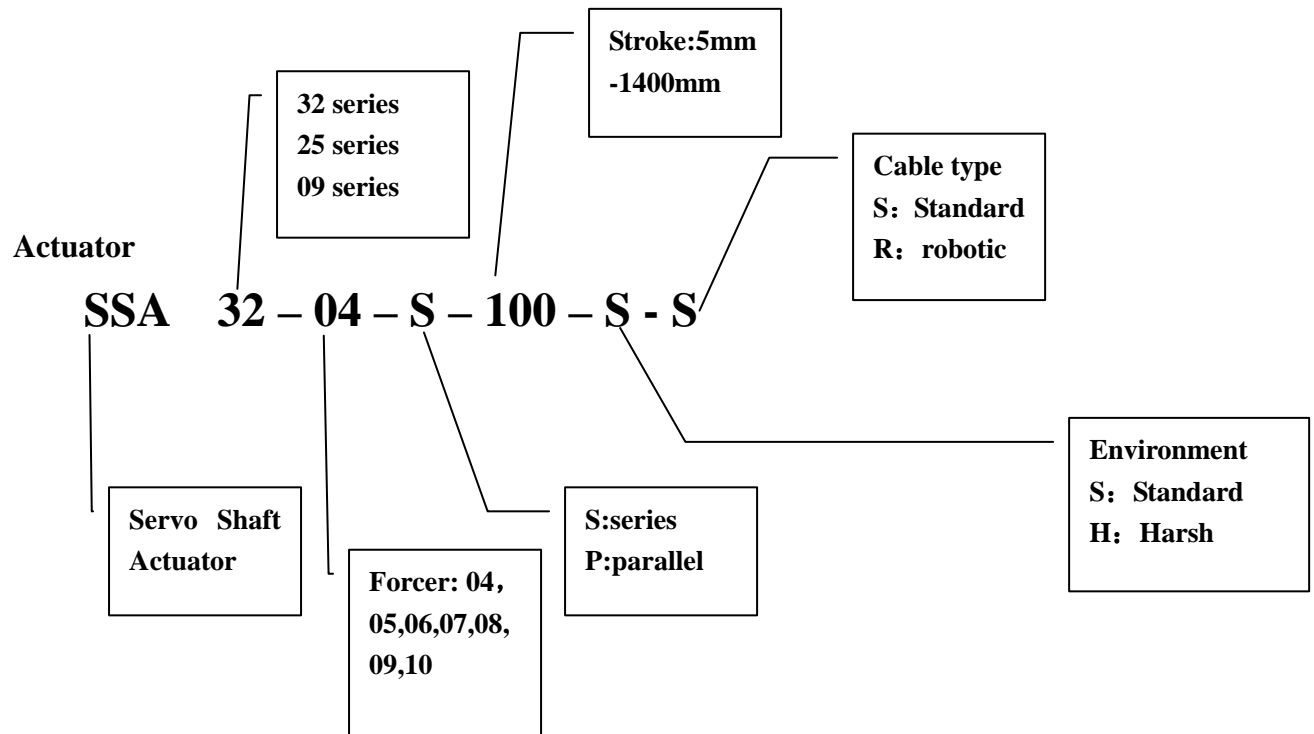 Stroke:5mm
-1400mm
32 series
25 series
09 series
Cable type
S：Standard
R：robotic
Actuator
SSA 32 – 04 – S – 100 – S - S
Environment
S：Standard
H：Harsh
Servo Shaft
Actuator
S:series
P:parallel
Forcer: 04，
05,06,07,08,
09,10